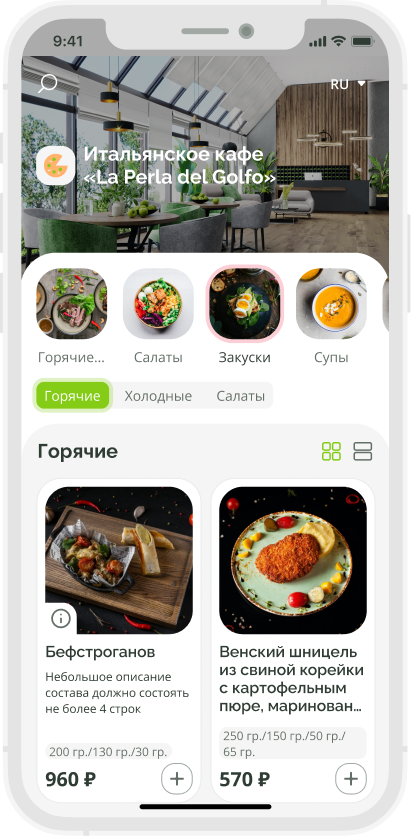 9:41
RU
Итальянское кафе
«La Perla del Golfo»
Горячие...
Салаты
Закуски
Супы
Горячие
Холодные
Салаты
Горячие
Бефстроганов
Небольшое описание
состава должно состоять
не более 4 строк
200 гр./130 гр./30 гр.
960 ₽
Венский шницель
из свиной корейки
с картофельным
пюре, маринован...
250 гр./150 гр./50 гр./
65 гр.
570 ₽